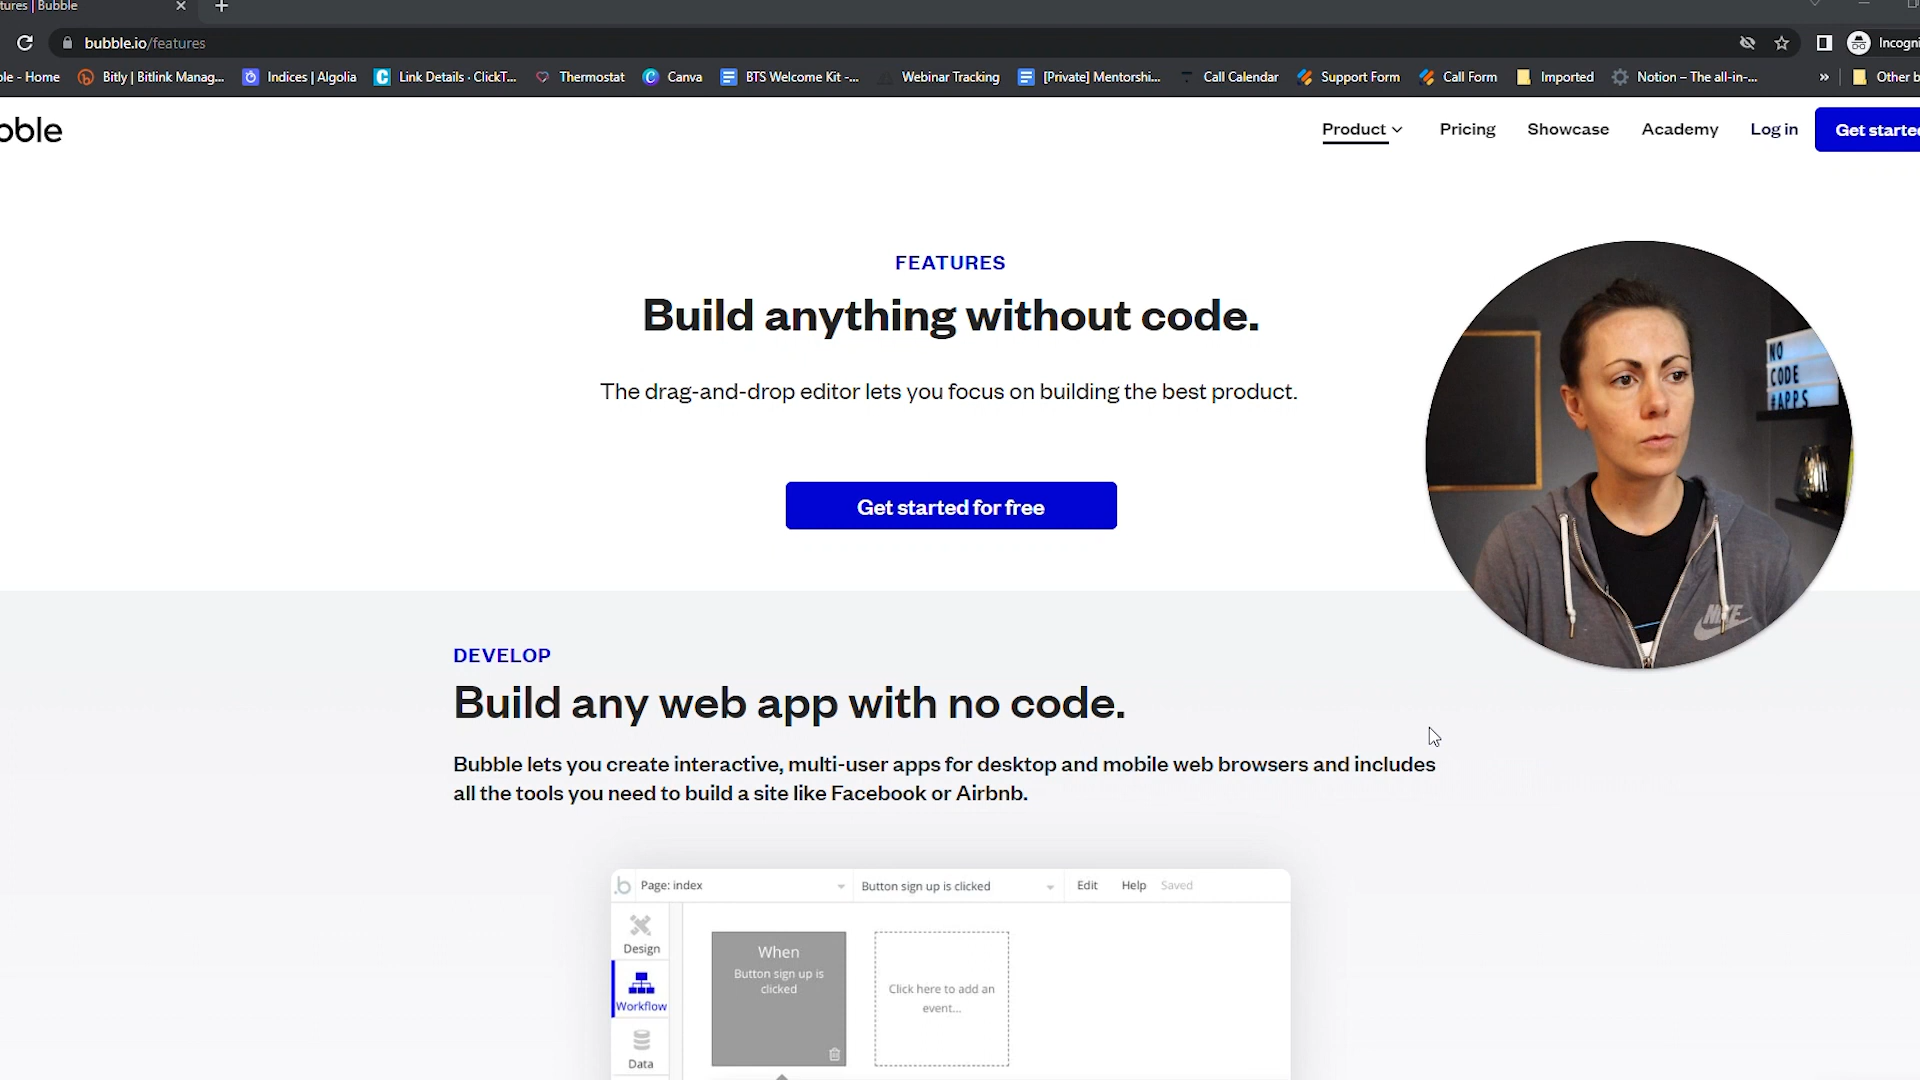 tures | Bubble
bubble.io/features
Incogni
ble - Home
Bitly | Bitlink Manag...
Indices | Algolia
Link Details · ClickT...
Thermostat
Canva
BTS Welcome Kit -...
Webinar Tracking
[Private] Mentorshi...
Call Calendar
Support Form
Call Form
Imported
Notion – The all-in-...
Other b
bble
Product
Pricing
Showcase
Academy
Log in
Get starte
FEATURES
Build anything without code.
The drag-and-drop editor lets you focus on building the best product.
Get started for free
NO
CODE
#APPS
NIKE
DEVELOP
Build any web app with no code.
Bubble lets you create interactive, multi-user apps for desktop and mobile web browsers and includes
all the tools you need to build a site like Facebook or Airbnb.
.b
Page: index
Button sign up is clicked
Edit
Help
Saved
Design
Workflow
Data
When
Button sign up is
clicked
Click here to add an
event...